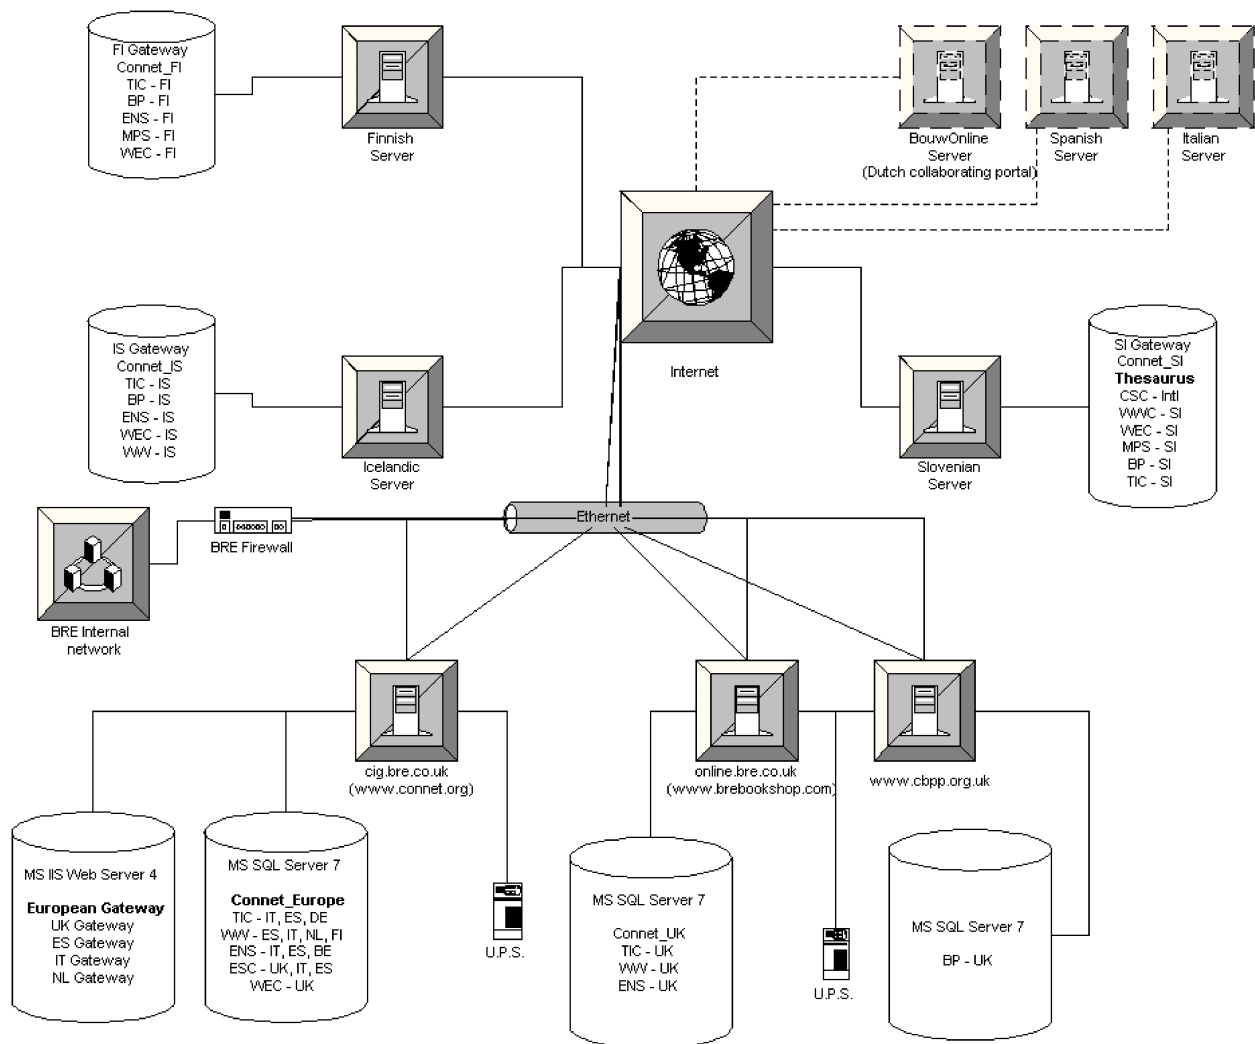 FI Gateway
Connet_FI
TIC - FI
BP - FI
ENS - FI
MPS - FI
WEC - FI
Finnish
Server
BouwOnline
Server
(Dutch collaborating portal)
Spanish
Server
Italian
Server
Internet
IS Gateway
Connet_IS
TIC - IS
BP - IS
ENS - IS
WEC - IS
WW - IS
Icelandic
Server
Slovenian
Server
SI Gateway
Connet_SI
Thesaurus
CSC - Intl
WWC - SI
WEC - SI
MPS - SI
BP - SI
TIC - SI
Ethernet
BRE Firewall
BRE Internal
network
cig.bre.co.uk
(www.connet.org)
online.bre.co.uk
(www.brebookshop.com)
www.cbpp.org.uk
MS IIS Web Server 4
European Gateway
UK Gateway
ES Gateway
IT Gateway
NL Gateway
MS SQL Server 7
Connet_Europe
TIC - IT, ES, DE
WW - ES, IT, NL, FI
ENS - IT, ES, BE
ESC - UK, IT, ES
WEC - UK
U.P.S.
MS SQL Server 7
Connet_UK
TIC - UK
WW - UK
ENS - UK
U.P.S.
MS SQL Server 7
BP - UK